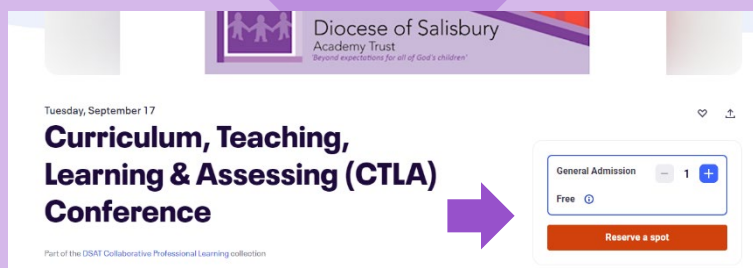 Diocese of Salisbury
Academy Trust
'Beyond expectations for all of God's children'
Tuesday, September 17
Curriculum, Teaching,
Learning & Assessing (CTLA)
Conference
Part of the DSAT Collaborative Professional Learning collection
General Admission
1
Free
Reserve a spot